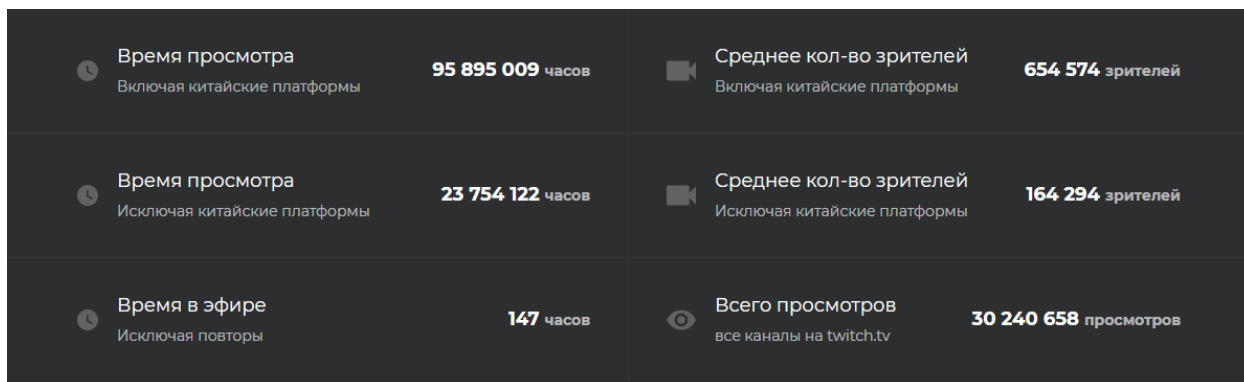 Время просмотра
Включая китайские платформы
95 895 009 часов
Среднее кол-во зрителей
Включая китайские платформы
654 574 зрителей
Время просмотра
Исключая китайские платформы
23 754 122 часов
Среднее кол-во зрителей
Исключая китайские платформы
164 294 зрителей
Время в эфире
Исключая повторы
147 часов
Всего просмотров
все каналы на twitch.tv
30 240 658 просмотров